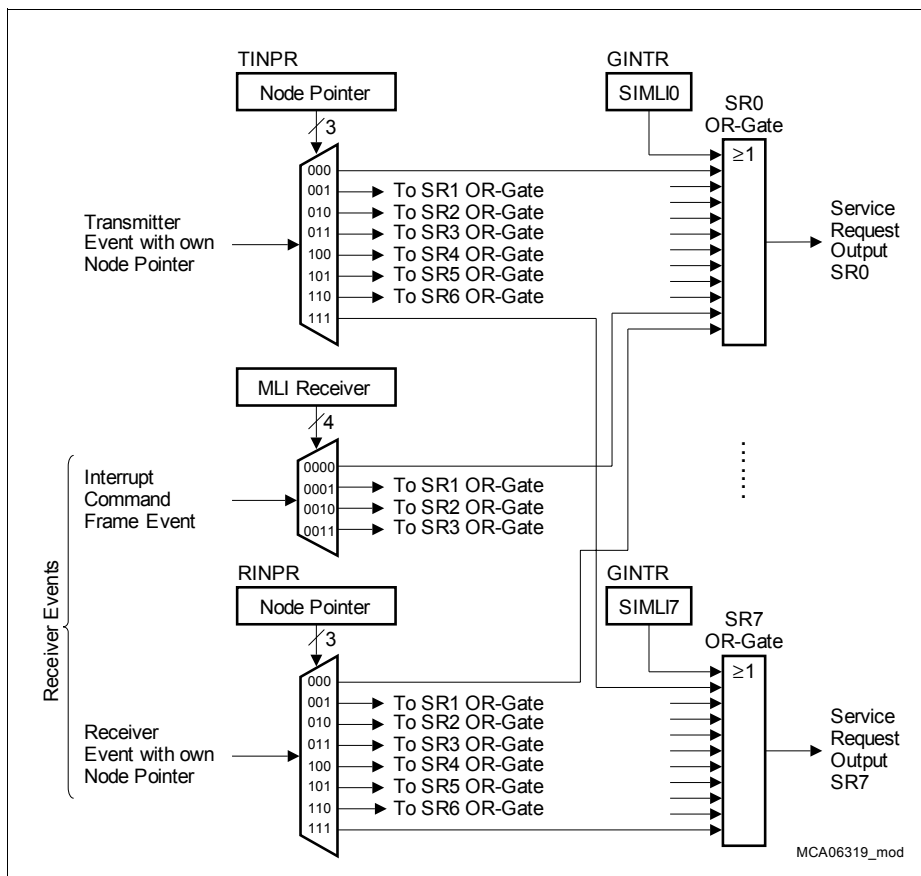 TINPR
Node Pointer
3
000
001
010
011
100
101
110
111
To SR1 OR-Gate
To SR2 OR-Gate
To SR3 OR-Gate
To SR4 OR-Gate
To SR5 OR-Gate
To SR6 OR-Gate
Transmitter
Event with own
Node Pointer
GINTR
SIMLI0
SR0
OR-Gate
≥1
Service
Request
Output
SR0
MLI Receiver
4
0000
0001
0010
0011
To SR1 OR-Gate
To SR2 OR-Gate
To SR3 OR-Gate
Interrupt
Command
Frame Event
Receiver Events
RINPR
Node Pointer
3
000
001
010
011
100
101
110
111
To SR1 OR-Gate
To SR2 OR-Gate
To SR3 OR-Gate
To SR4 OR-Gate
To SR5 OR-Gate
To SR6 OR-Gate
Receiver
Event with own
Node Pointer
GINTR
SIMLI7
SR7
OR-Gate
≥1
Service
Request
Output
SR7
MCA06319_mod